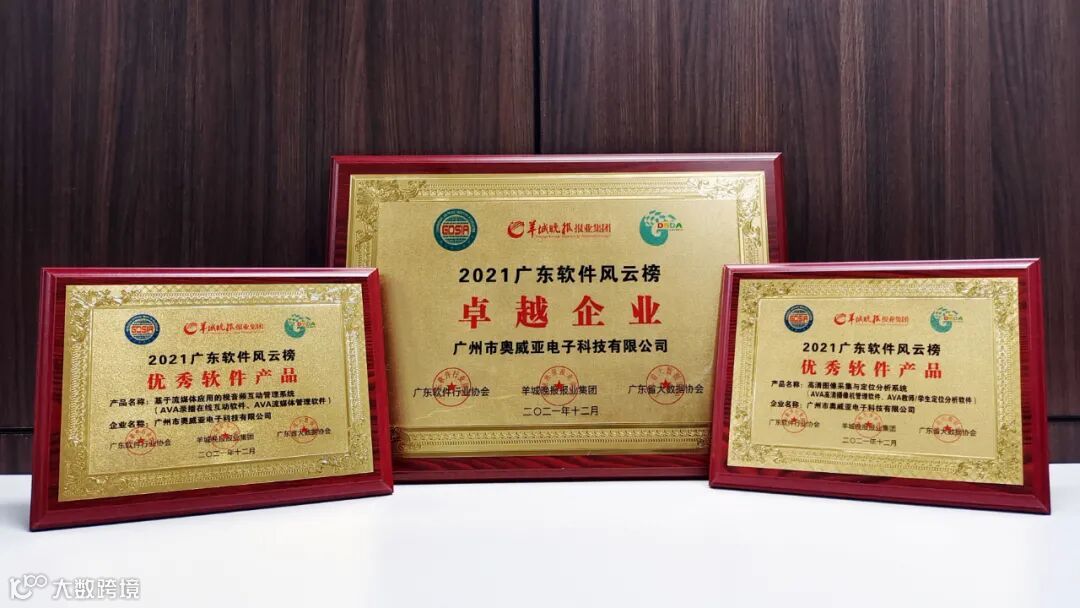 GDSIA
羊城晚报报业集团
DSDA
2021广东软件风云榜
卓越企业
广州市奥威亚电子科技有限公司
广东软件行业协会 羊城晚报报业集团 广东省大数据协会
二〇二一年十二月
GDSIA
羊城晚报报业集团
2021广东软件风云榜
优秀软件产品
产品名称：基于流媒体应用的视音频互动管理系统
（AVA录播在线互动软件、AVA流媒体管理软件）
企业名称：广州市奥威亚电子科技有限公司
广东软件行业协会 羊城晚报报业集团 广东省大数据协会
二〇二一年十二月
GDSIA
羊城晚报报业集团
2021广东软件风云榜
优秀软件产品
产品名称：高清图像采集与定位分析系统
（AVA高清摄像机管理软件、AVA教师/学生定位分析软件）
企业名称：广州市奥威亚电子科技有限公司
广东软件行业协会 羊城晚报报业集团 广东省大数据协会
二〇二一年十二月
大数跨境